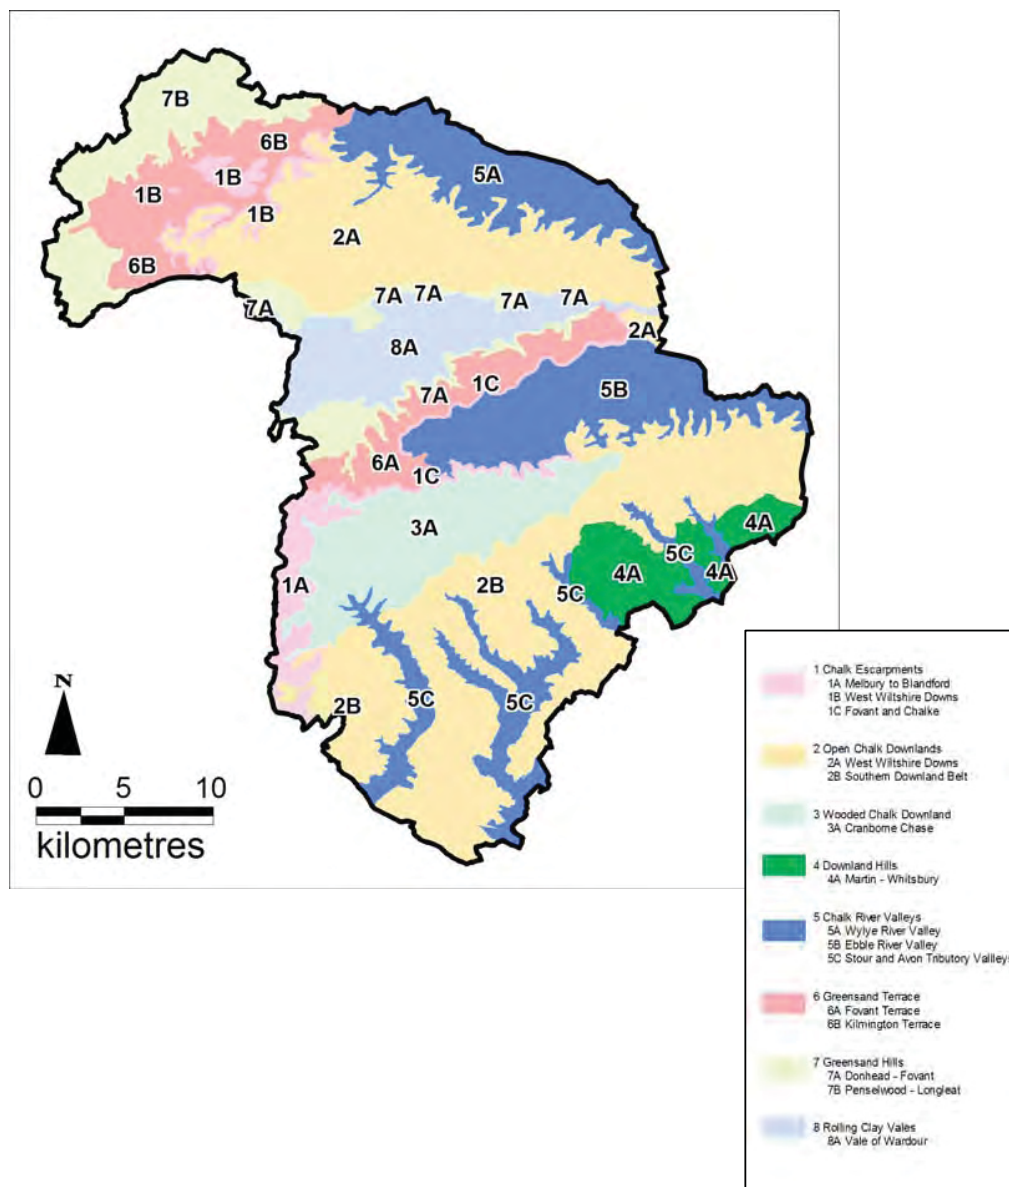 7B
6B
1B
5A
1B
1B
2A
6B
7A
7A
7A
7A
7A
2A
8A
7A
1C
5B
6A
1C
3A
4A
5C
2B
4A
4A
1A
5C
2B
5C
5C
N
0 5 10
kilometres
1 Chalk Escarpments
1A Melbury to Blandford
1B West Wiltshire Downs
1C Fovant and Chalke
2 Open Chalk Downlands
2A West Wiltshire Downs
2B Southern Downland Belt
3 Wooded Chalk Downland
3A Cranborne Chase
4 Downland Hills
4A Martin - Whitsbury
5 Chalk River Valleys
5A Wylye River Valley
5B Ebble River Valley
5C Stour and Avon Tributory Vallleys
6 Greensand Terrace
6A Fovant Terrace
6B Kilmington Terrace
7 Greensand Hills
7A Donhead - Fovant
7B Penselwood - Longleat
8 Rolling Clay Vales
8A Vale of Wardour